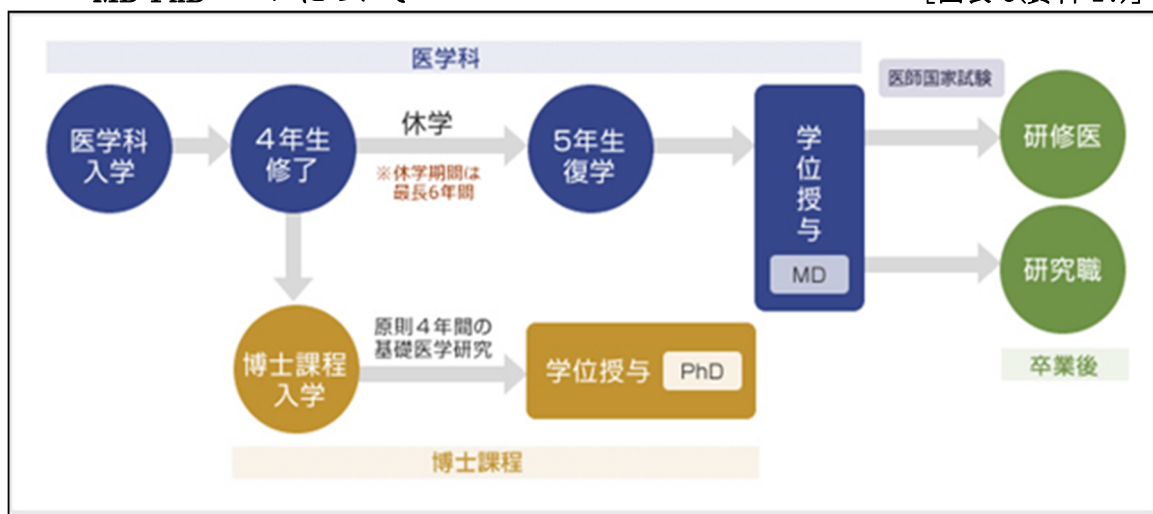 医学科
医師国家試験
医学科
入学
4年生
修了
休学
※休学期間は
最長6年間
5年生
復学
学位授与
MD
研修医
研究職
卒業後
博士課程
入学
原則4年間の
基礎医学研究
学位授与 PhD
博士課程